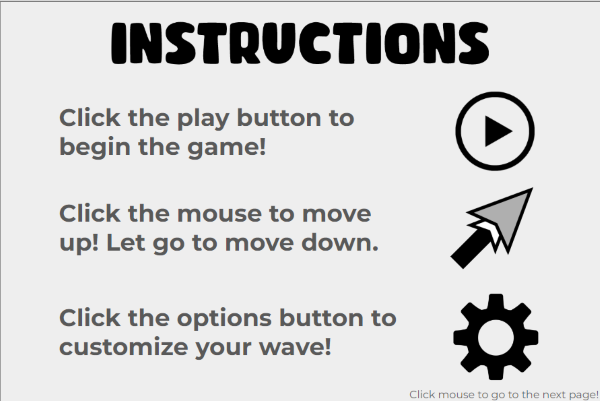 INSTRUCTIONS
Click the play button to
begin the game!
Click the mouse to move
up! Let go to move down.
Click the options button to
customize your wave!
Click mouse to go to the next page!